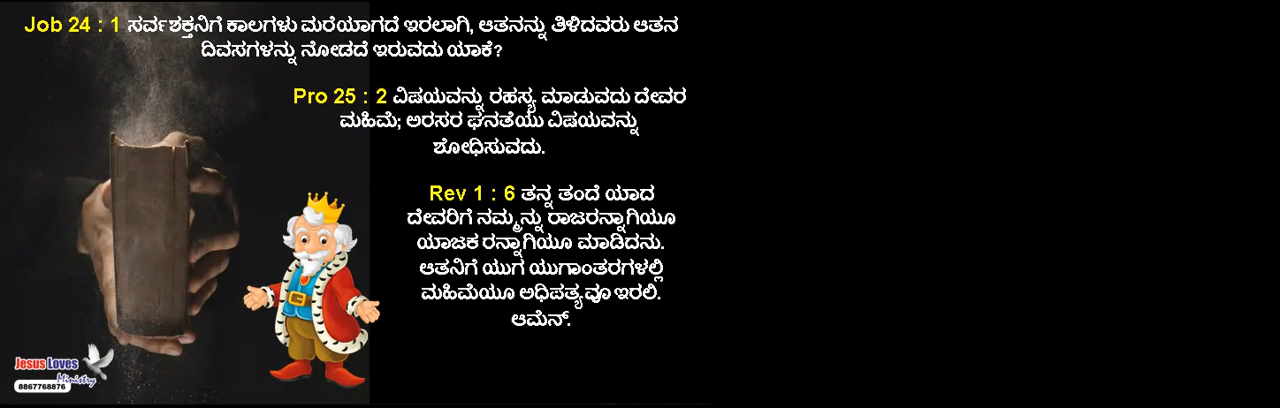 Job 24 : 1 ಸರ್ವಶಕ್ತನಿಗೆ ಕಾಲಗಳು ಮರೆಯಾಗದೆ ಇರಲಾಗಿ, ಆತನನ್ನು ತಿಳಿದವರು ಆತನ
ದಿವಸಗಳನ್ನು ನೋಡದೆ ಇರುವದು ಯಾಕೆ?
Pro 25 : 2 ವಿಷಯವನ್ನು ರಹಸ್ಯ ಮಾಡುವದು ದೇವರ
ಮಹಿಮೆ; ಅರಸರ ಘನತೆಯು ವಿಷಯವನ್ನು
ಶೋಧಿಸುವದು.
Rev 1 : 6 ತನ್ನ ತಂದೆ ಯಾದ
ದೇವರಿಗೆ ನಮ್ಮನ್ನು ರಾಜರನ್ನಾಗಿಯೂ
ಯಾಜಕ ರನ್ನಾಗಿಯೂ ಮಾಡಿದನು.
ಆತನಿಗೆ ಯುಗ ಯುಗಾಂತರಗಳಲ್ಲಿ
ಮಹಿಮೆಯೂ ಅಧಿಪತ್ಯವೂ ಇರಲಿ.
ಆಮೆನ್.
Jesus Loves
Ministry
8867768876